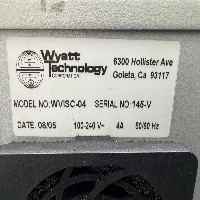 Wyatt
Technology
CORPORATION
6300 Hollister Ave
Goleta, Ca 93117
MODEL NO: WVISC-04 SERIAL NO: 145-V
DATE: 08/05 100-240 V~ 4A 50/60 Hz